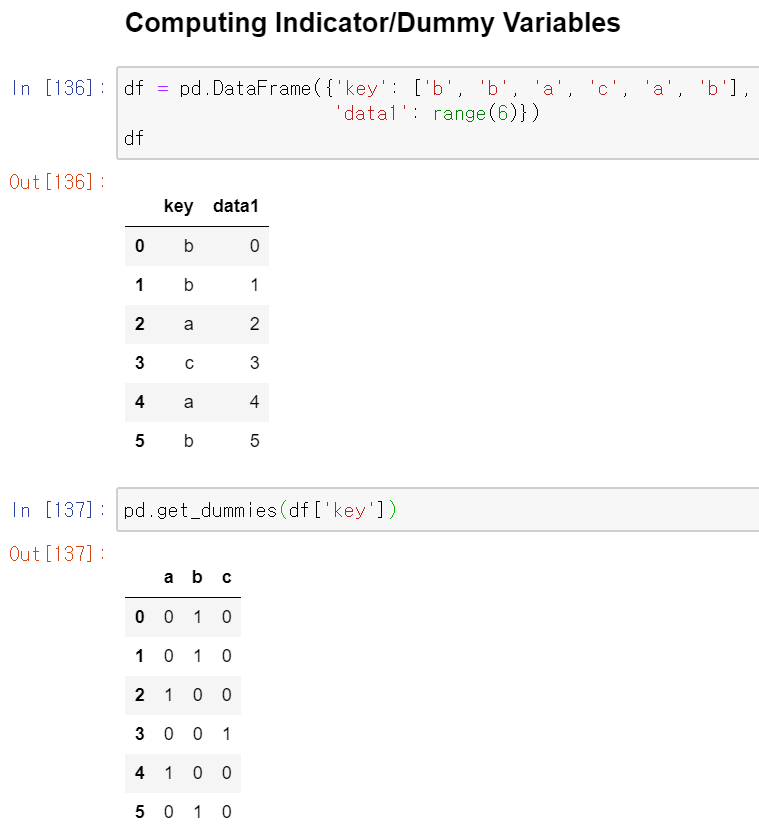 Computing Indicator/Dummy Variables
In [136]: df = pd.DataFrame({'key': ['b', 'b', 'a', 'c', 'a', 'b'],
'data1': range(6)})
df
Out[136]:
key data1
0 b 0
1 b 1
2 a 2
3 c 3
4 a 4
5 b 5
In [137]: pd.get_dummies(df['key'])
Out[137]:
a b c
0 0 1 0
1 0 1 0
2 1 0 0
3 0 0 1
4 1 0 0
5 0 1 0